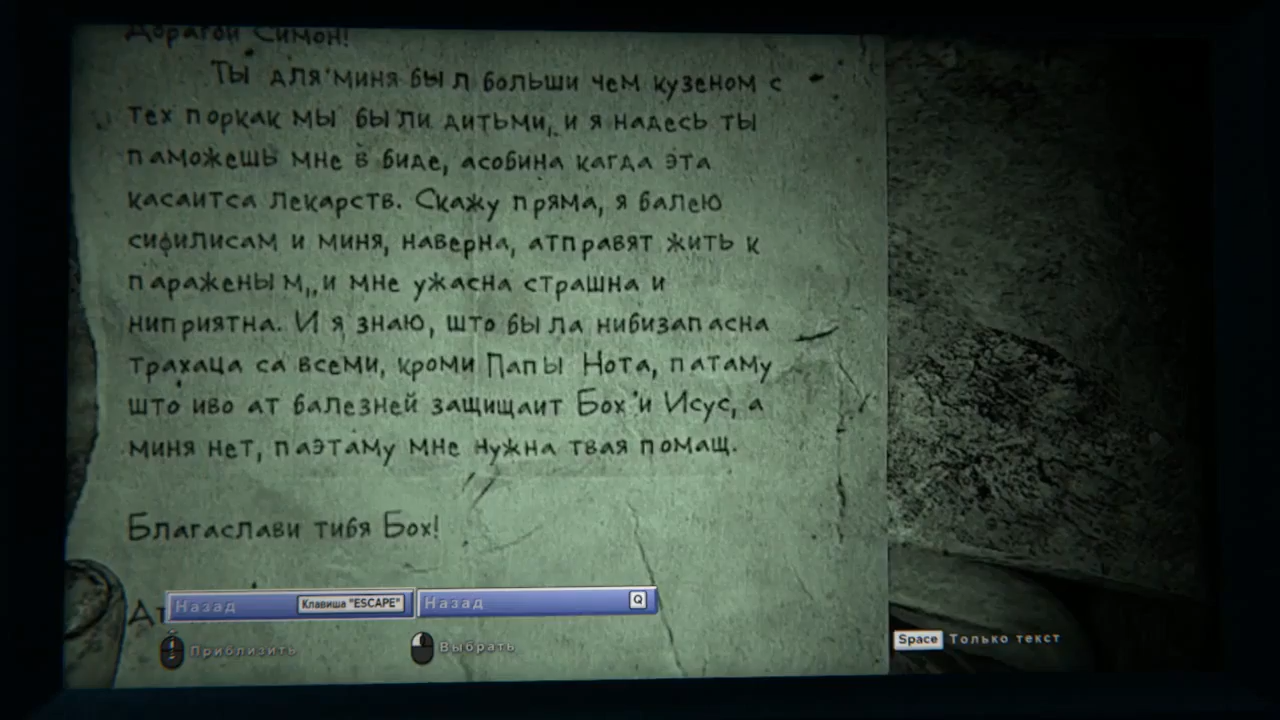 Дорагой Симон!
Ты для миня был больши чем кузеном с
тех поркак мы были дитьми, и я надесь ты
паможешь мне в биде, асобина кагда эта
касаитса лекарств. Скажу пряма, я балею
сифилисам и миня, наверна, атправят жить к
параженым, и мне ужасна страшна и
ниприятна. И я знаю, што была нибизапасна
трахаца са всеми, кроми Папы Нота, патаму
што иво ат балезней защищаит Бох и Исус, а
миня нет, паэтаму мне нужна твая помащ.
Благаслави тибя Бох!
Назад Клавиша "ESCAPE" Назад Q
Приблизить Выбрать
Space Только текст